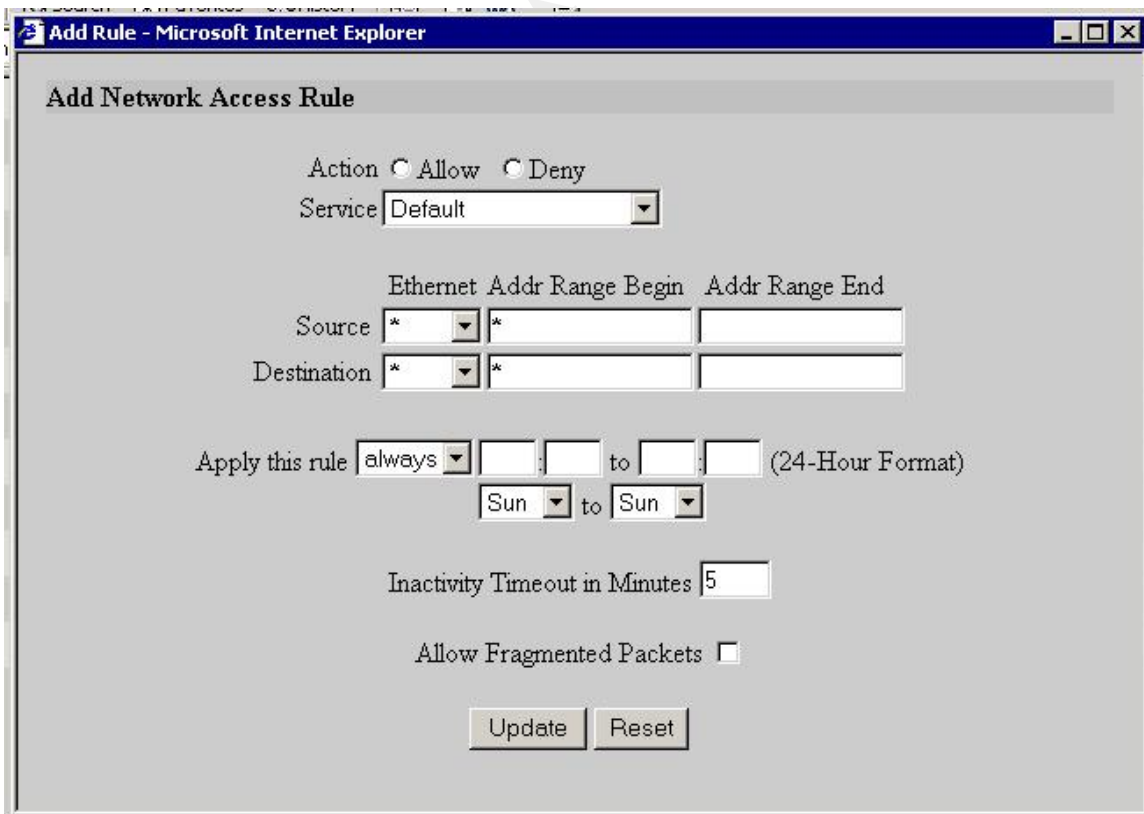 Add Rule - Microsoft Internet Explorer
Add Network Access Rule
Action Allow Deny
Service Default
Ethernet Addr Range Begin Addr Range End
Source * *
Destination * *
Apply this rule always : to : (24-Hour Format)
Sun to Sun
Inactivity Timeout in Minutes 5
Allow Fragmented Packets
Update Reset